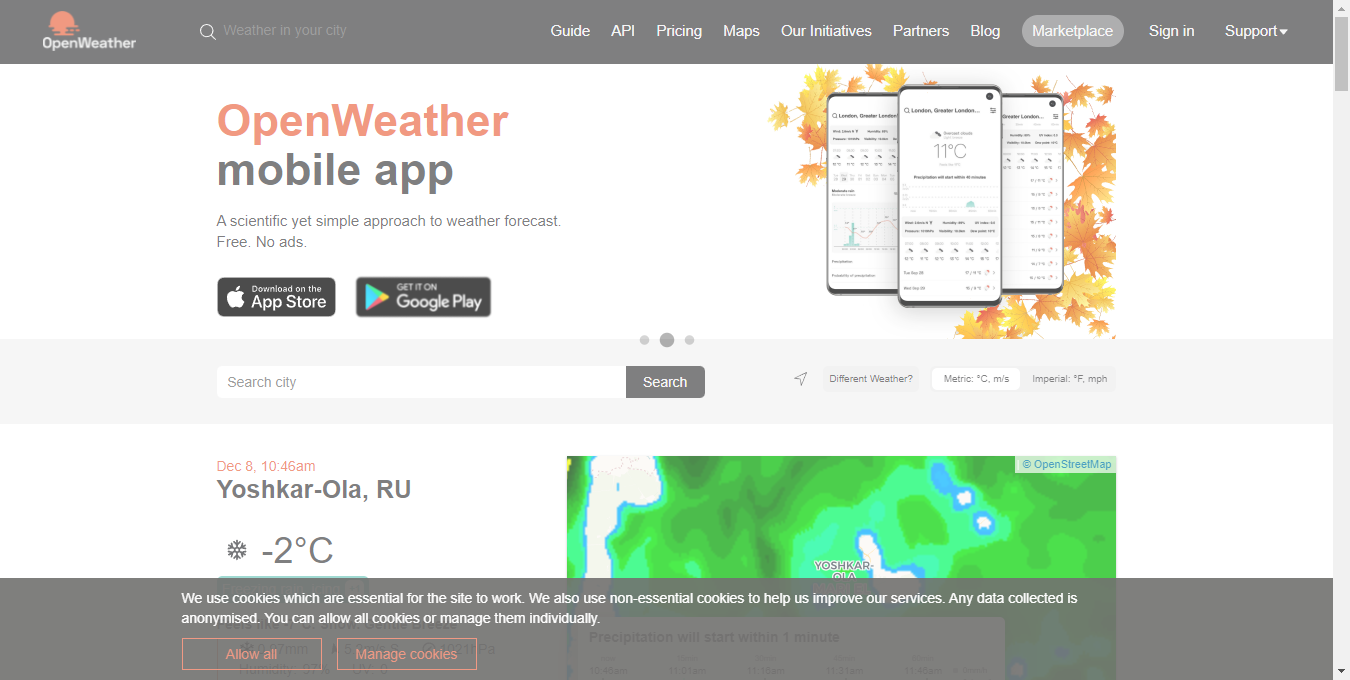 OpenWeather
Weather in your city
Guide
API
Pricing
Maps
Our Initiatives
Partners
Blog
Marketplace
Sign in
Support
OpenWeather
mobile app
A scientific yet simple approach to weather forecast.
Free. No ads.
Download on the
App Store
GET IT ON
Google Play
London, Greater London...
11°C
Precipitation will start within 45 minutes
Search city
Search
Different Weather?
Metric: °C, m/s
Imperial: °F, mph
Dec 8, 10:46am
Yoshkar-Ola, RU
-2°C
© OpenStreetMap
YOSHKAR-
OLA
We use cookies which are essential for the site to work. We also use non-essential cookies to help us improve our services. Any data collected is
anonymised. You can allow all cookies or manage them individually.
Allow all
Manage cookies
Precipitation will start within 1 minute
10:46am
11:01am
11:16am
11:31am
11:46am